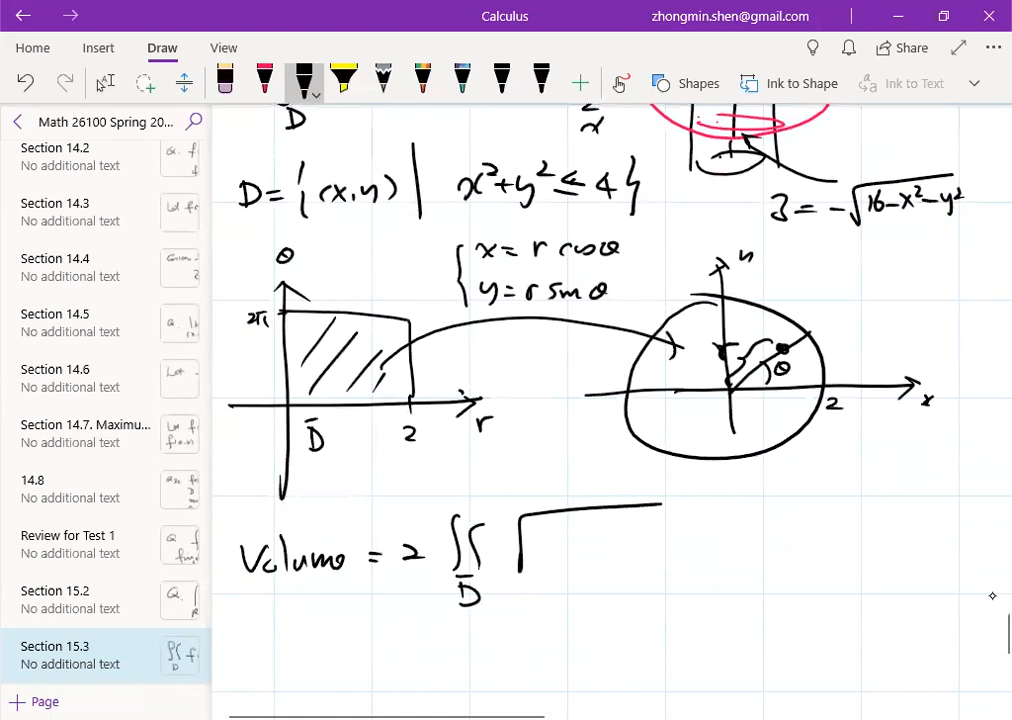 Calculus
zhongmin.shen@gmail.com
Home
Insert
Draw
View
Share
Shapes
Ink to Shape
Ink to Text
Math 26100 Spring 20...
Section 14.2
No additional text
Section 14.3
No additional text
Section 14.4
No additional text
Section 14.5
No additional text
Section 14.6
No additional text
Section 14.7. Maximu...
No additional text
14.8
No additional text
Review for Test 1
No additional text
Section 15.2
No additional text
Section 15.3
No additional text
Page
D
D = { (x,y) | x²+y² ≤ 4 }
z = -√16-x²-y²
x = r cosθ
y = r sinθ
θ
2π
D̄
2
r
y
θ
2
x
Volume = 2 ∬
D̄